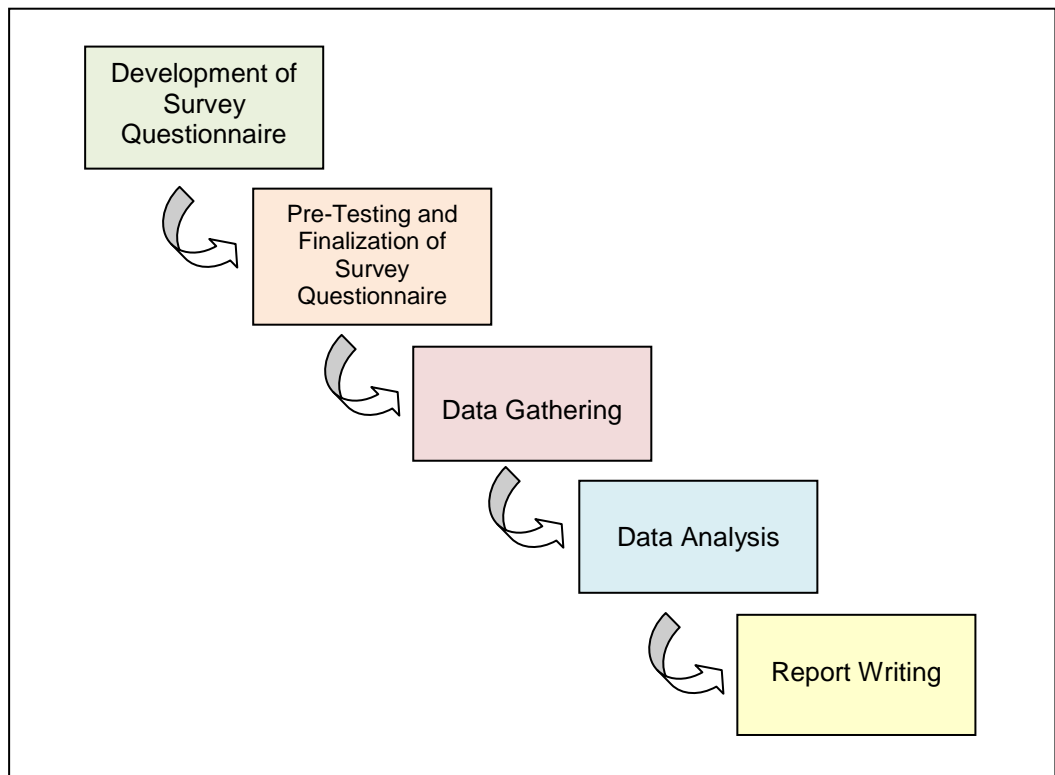 Development of
Survey
Questionnaire
Pre-Testing and
Finalization of
Survey
Questionnaire
Data Gathering
Data Analysis
Report Writing